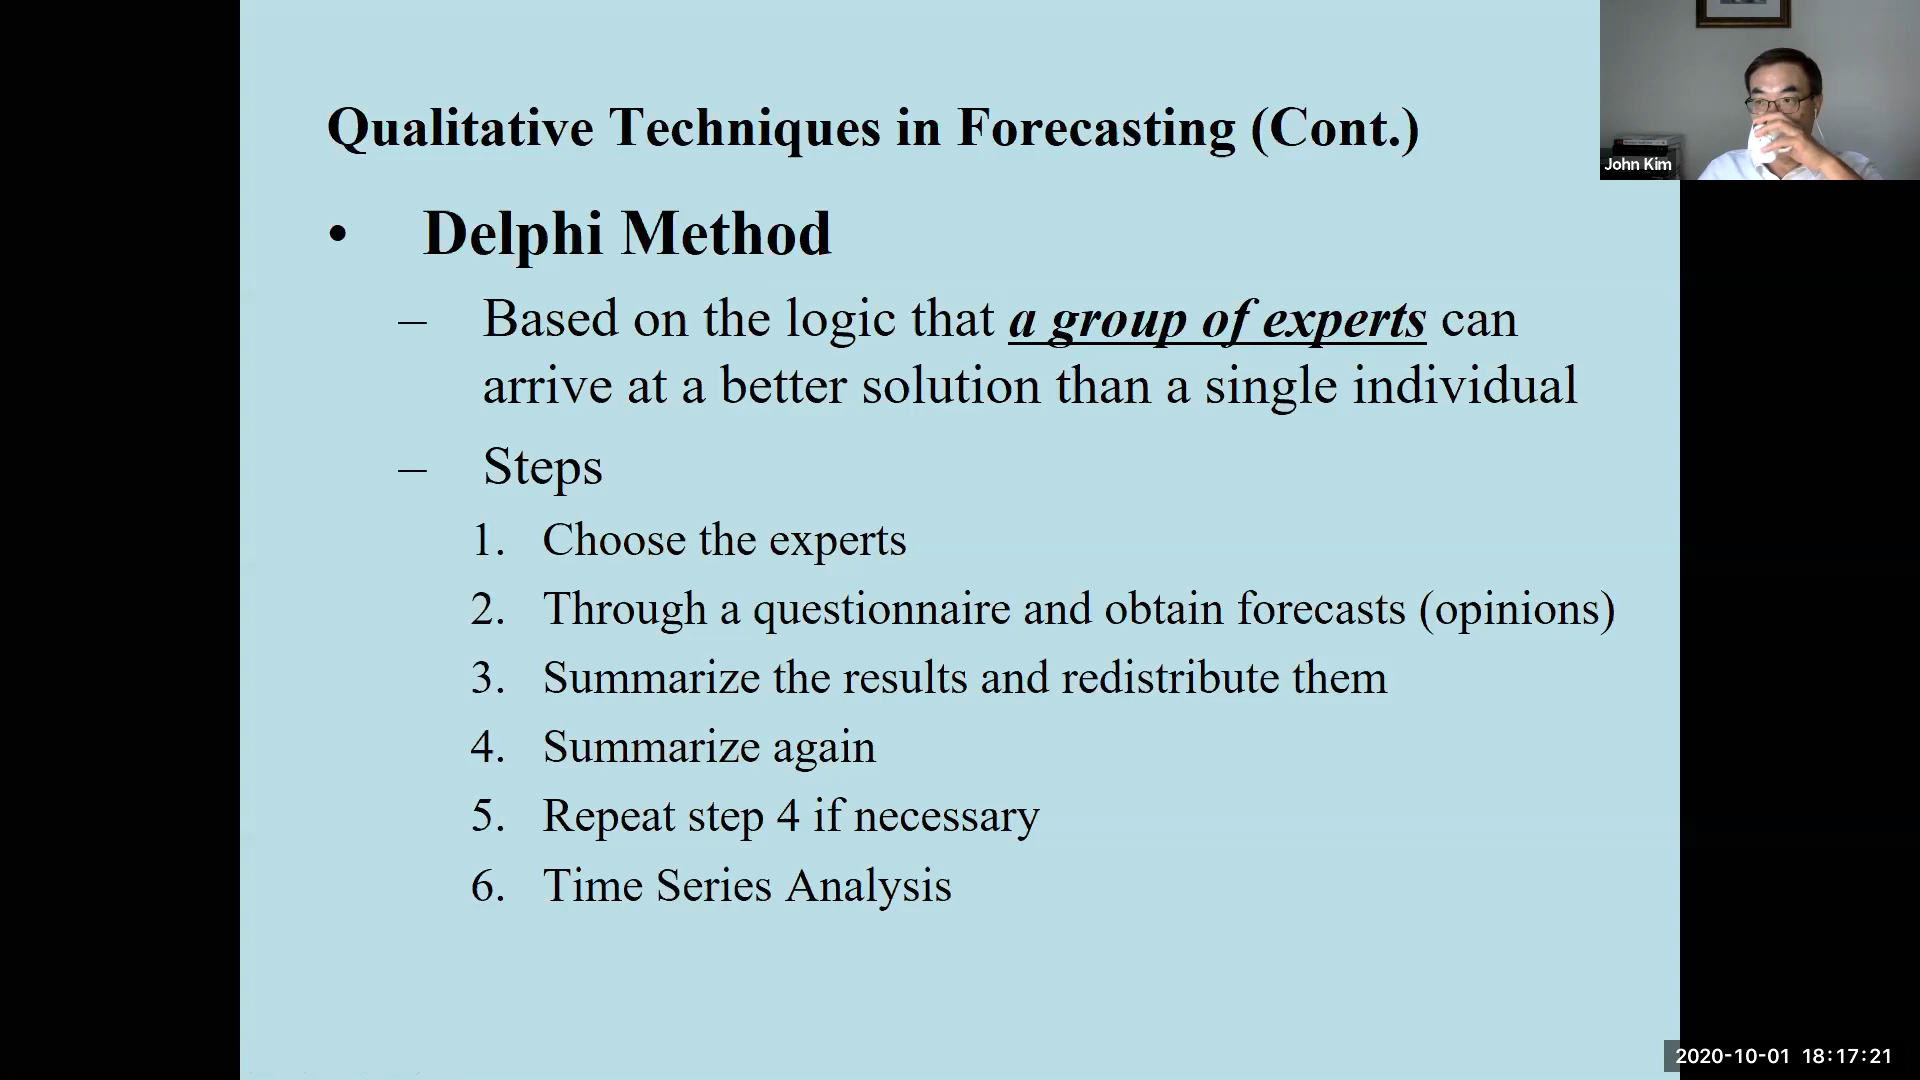 Qualitative Techniques in Forecasting (Cont.)
• Delphi Method
– Based on the logic that a group of experts can
arrive at a better solution than a single individual
– Steps
1. Choose the experts
2. Through a questionnaire and obtain forecasts (opinions)
3. Summarize the results and redistribute them
4. Summarize again
5. Repeat step 4 if necessary
6. Time Series Analysis
John Kim
2020-10-01 18:17:21